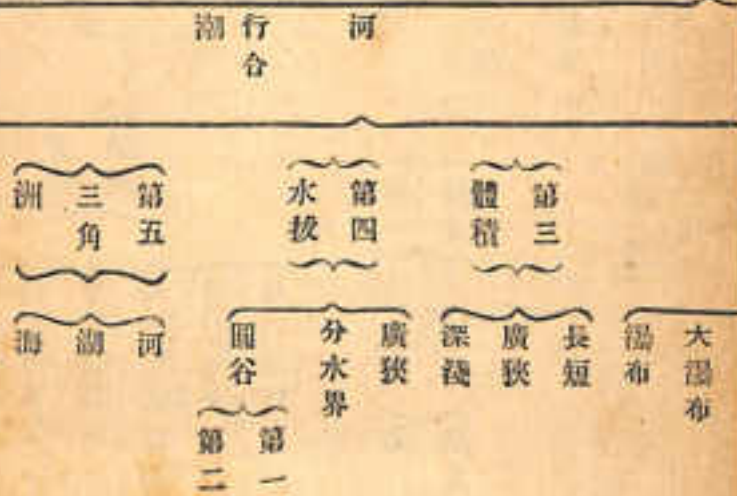 河
行合
潮
第三
體積
第四
水拔
第五
三角
洲
大瀑布
瀑布
長短
廣狹
深淺
廣狹
分水界
圓谷
河
湖
海
第一
第二